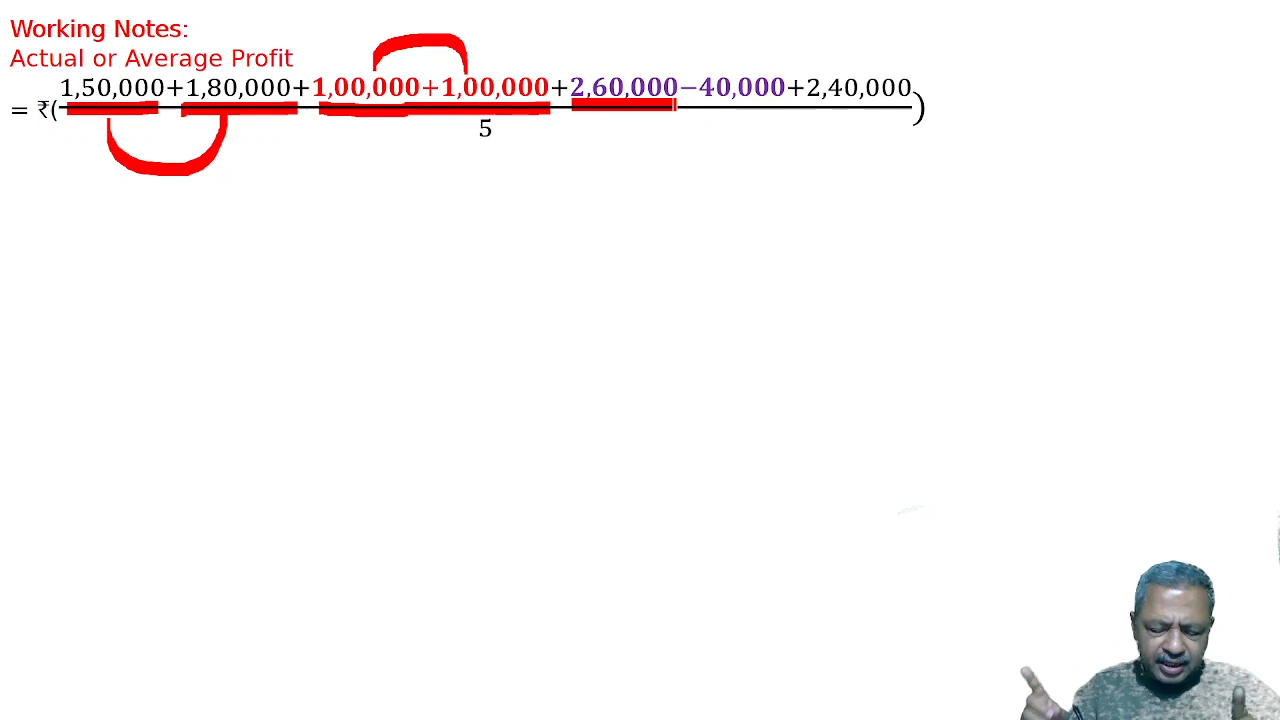 Working Notes:
Actual or Average Profit
= ₹(1,50,000+1,80,000+1,00,000+1,00,000+2,60,000−40,000+2,40,000)
5